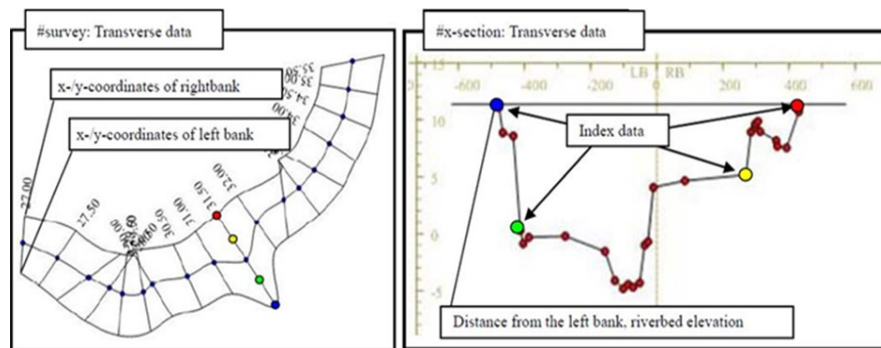 #survey: Transverse data
x-/y-coordinates of rightbank
x-/y-coordinates of left bank
27.00
27.50
30.50
31.00
31.50
32.00
34.00
34.50
35.00
35.50
#x-section: Transverse data
15
10
5
0
-5
-600
-400
-200
0
200
400
600
LB
RB
Index data
Distance from the left bank, riverbed elevation